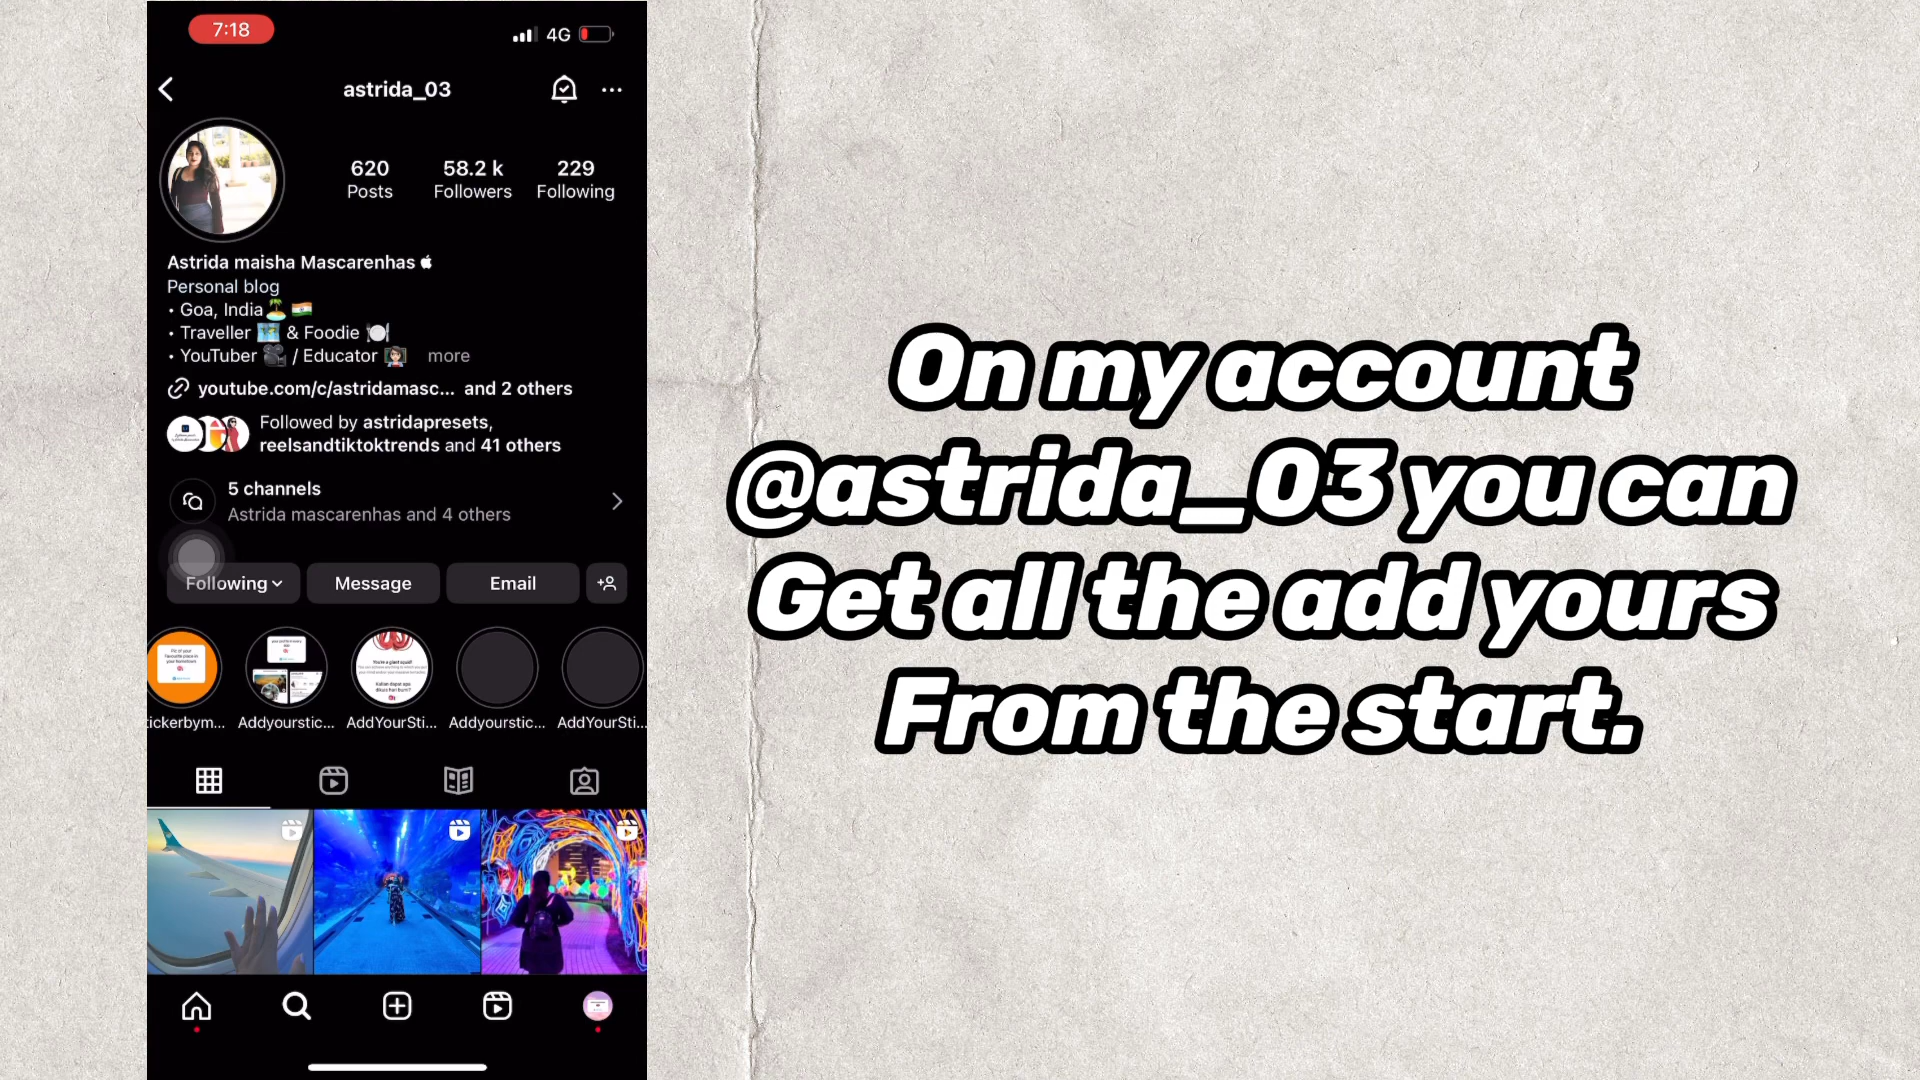 7:18
4G
astrida_03
620
58.2 k
229
Posts
Followers
Following
Astrida maisha Mascarenhas
Personal blog
• Goa, India🏝️ 🇮🇳
• Traveller 🗺️ & Foodie 🍽️
• YouTuber 🎥 / Educator 👩🏻‍🏫 more
youtube.com/c/astridamasc... and 2 others
Followed by astridapresets,
reelsandtiktoktrends and 41 others
5 channels
Astrida mascarenhas and 4 others
Following
Message
Email
tickerbym...
Addyourstic...
AddYourSti...
Addyourstic...
AddYourSti...
On my account
@astrida_03 you can
Get all the add yours
From the start.